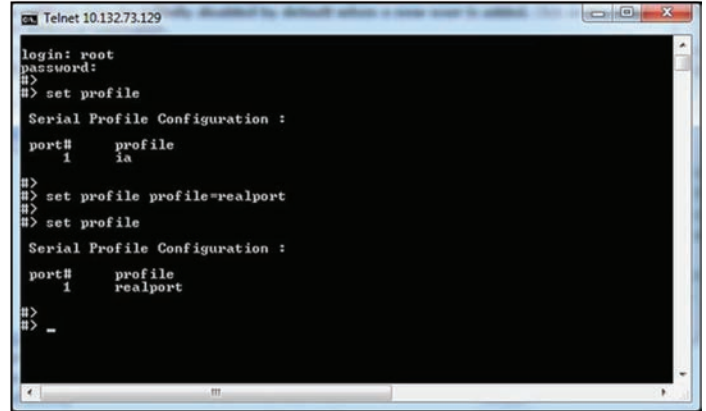 Telnet 10.132.73.129
login: root
password:
#>
#> set profile
Serial Profile Configuration :
port# profile
1 ia
#>
#> set profile profile=realport
#>
#> set profile
Serial Profile Configuration :
port# profile
1 realport
#>
#> _